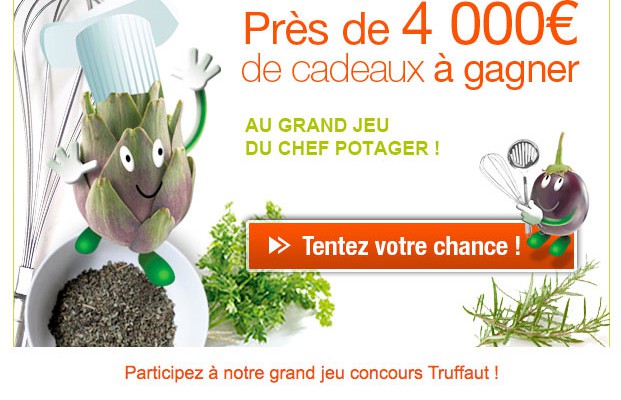 Près de 4 000€
de cadeaux à gagner
AU GRAND JEU
DU CHEF POTAGER !
Tentez votre chance !
Participez à notre grand jeu concours Truffaut !